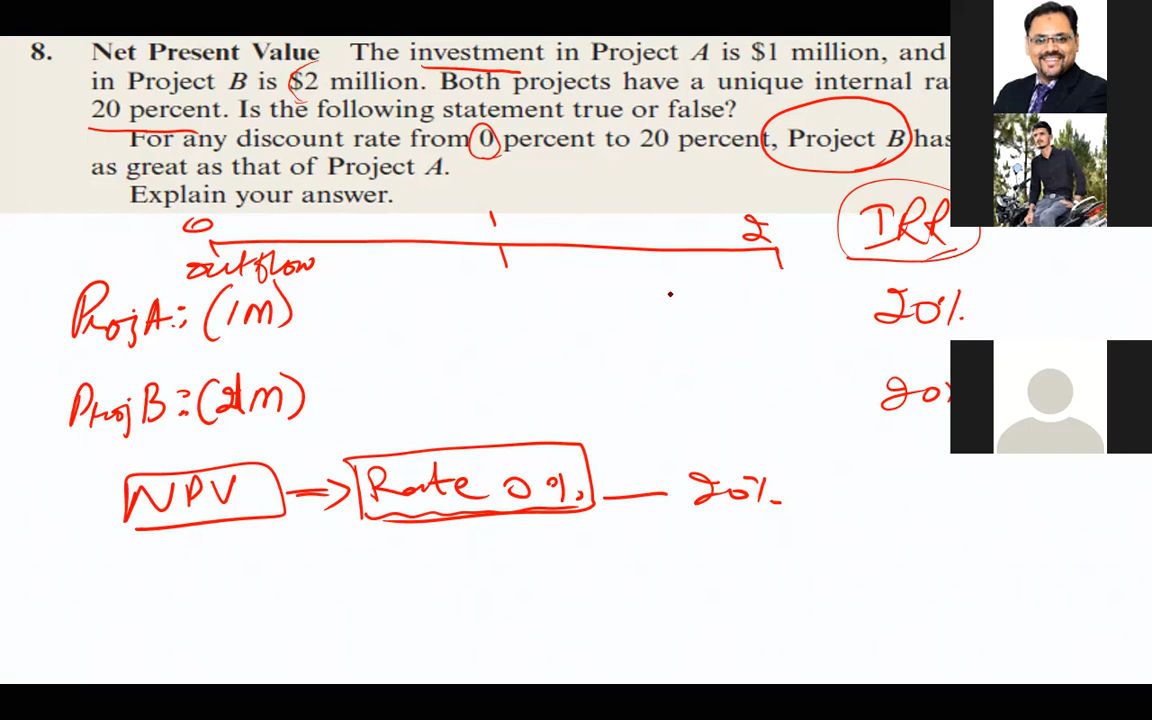 8. Net Present Value The investment in Project A is $1 million, and
in Project B is $2 million. Both projects have a unique internal ra
20 percent. Is the following statement true or false?
For any discount rate from 0 percent to 20 percent, Project B has
as great as that of Project A.
Explain your answer.
0 1 2 IRR
outflow
Proj A: (1M) 20%
Proj B: (2M) 20%
NPV => Rate 0%. — 20%